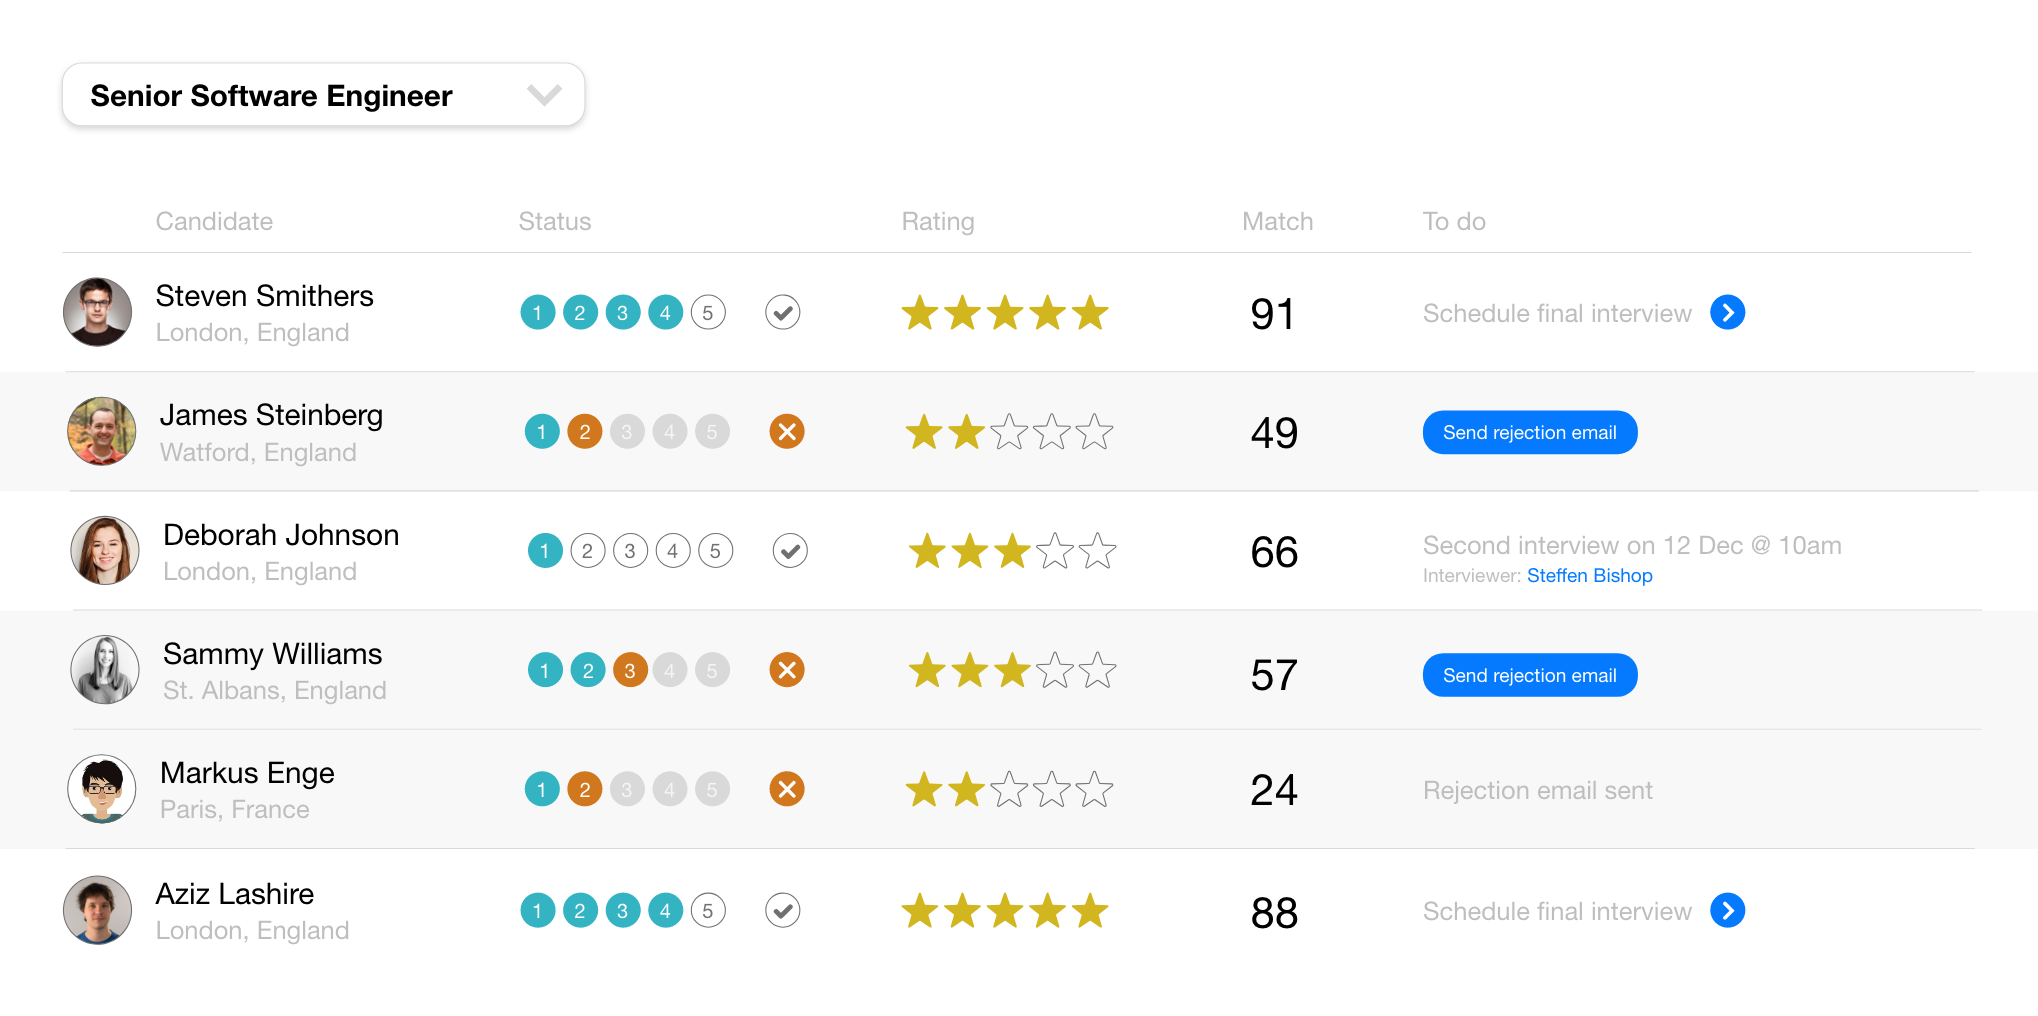 Senior Software Engineer
Candidate Status Rating Match To do
Steven Smithers
London, England
1 2 3 4 5
91
Schedule final interview
James Steinberg
Watford, England
1 2 3 4 5
49
Send rejection email
Deborah Johnson
London, England
1 2 3 4 5
66
Second interview on 12 Dec @ 10am
Interviewer: Steffen Bishop
Sammy Williams
St. Albans, England
1 2 3 4 5
57
Send rejection email
Markus Enge
Paris, France
1 2 3 4 5
24
Rejection email sent
Aziz Lashire
London, England
1 2 3 4 5
88
Schedule final interview